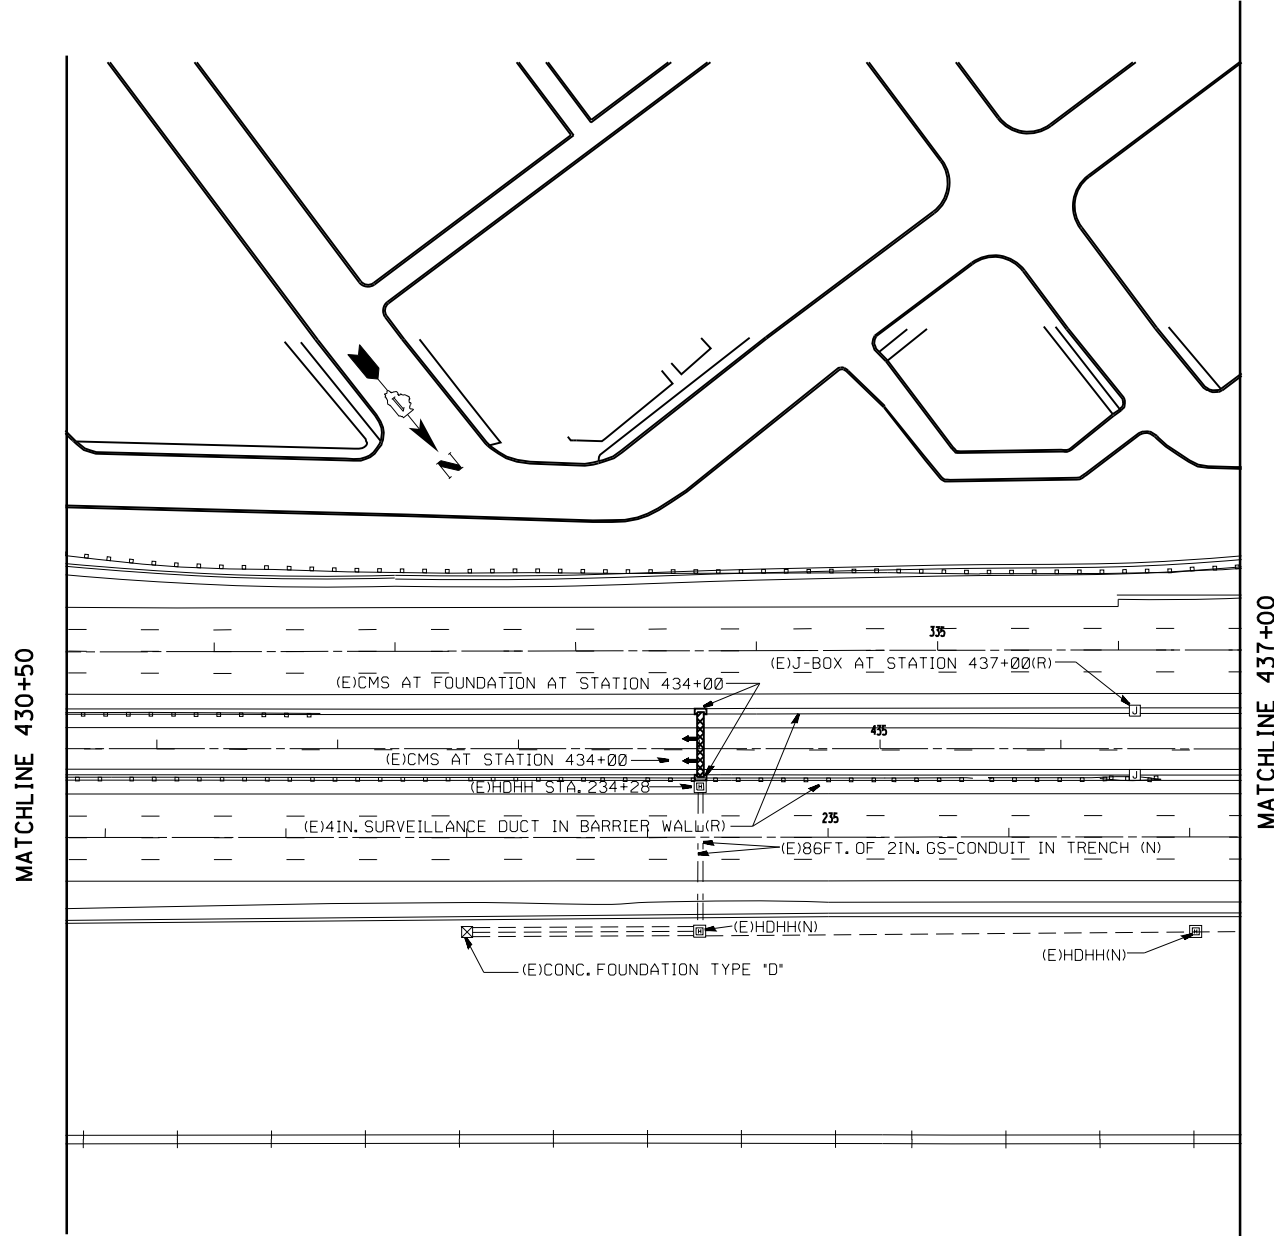 N
335
(E)J-BOX AT STATION 437+00(R)
(E)CMS AT FOUNDATION AT STATION 434+00
J
435
(E)CMS AT STATION 434+00
J
(E)HDHH STA.234+28
H
235
(E)4IN.SURVEILLANCE DUCT IN BARRIER WALL(R)
(E)86FT.OF 2IN.GS-CONDUIT IN TRENCH (N)
(E)HDHH(N)
H
H
(E)HDHH(N)
(E)CONC.FOUNDATION TYPE "D"
MATCHLINE 430+50
MATCHLINE 437+00